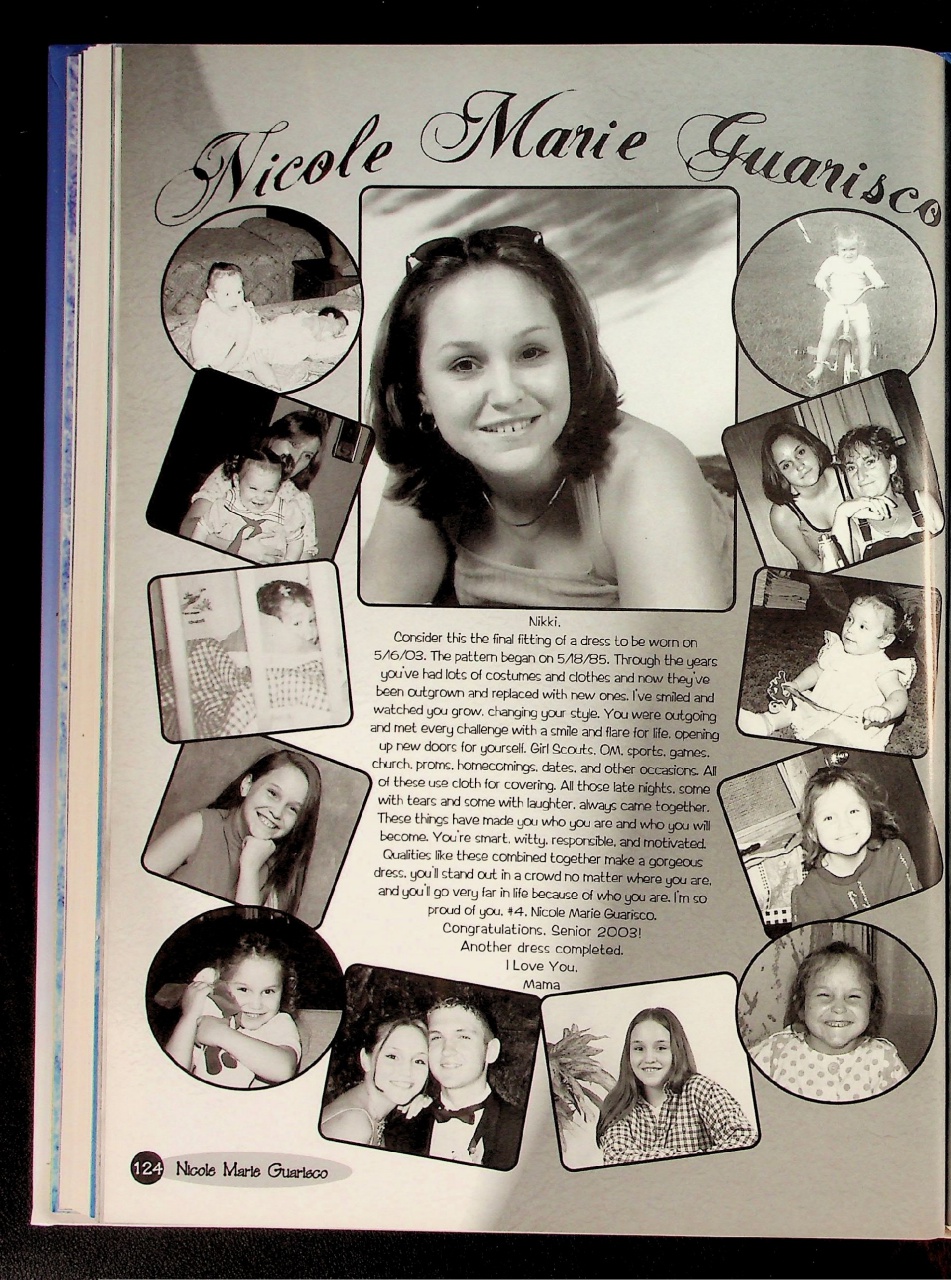 Nicole Marie Guarisco
Nikki,
Consider this the final fitting of a dress to be worn on
5/16/03. The pattern began on 5/18/85. Through the years
you've had lots of costumes and clothes and now they've
been outgrown and replaced with new ones. I've smiled and
watched you grow, changing your style. You were outgoing
and met every challenge with a smile and flare for life, opening
up new doors for yourself. Girl Scouts, OM, sports, games,
church, proms, homecomings, dates, and other occasions. All
of these use cloth for covering. All those late nights, some
with tears and some with laughter, always came together.
These things have made you who you are and who you will
become. You're smart, witty, responsible, and motivated.
Qualities like these combined together make a gorgeous
dress, you'll stand out in a crowd no matter where you are,
and you'll go very far in life because of who you are. I'm so
proud of you, #4, Nicole Marie Guarisco.
Congratulations, Senior 2003!
Another dress completed.
I Love You,
Mama
124 Nicole Marie Guarisco